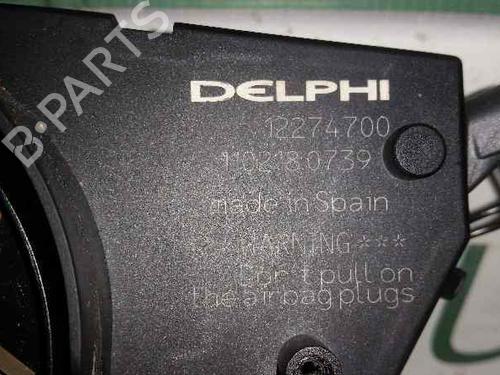 B-PARTS
DELPHI
12274700
1102180739
made in Spain
***WARNING***
Don't pull on
the airbag plugs